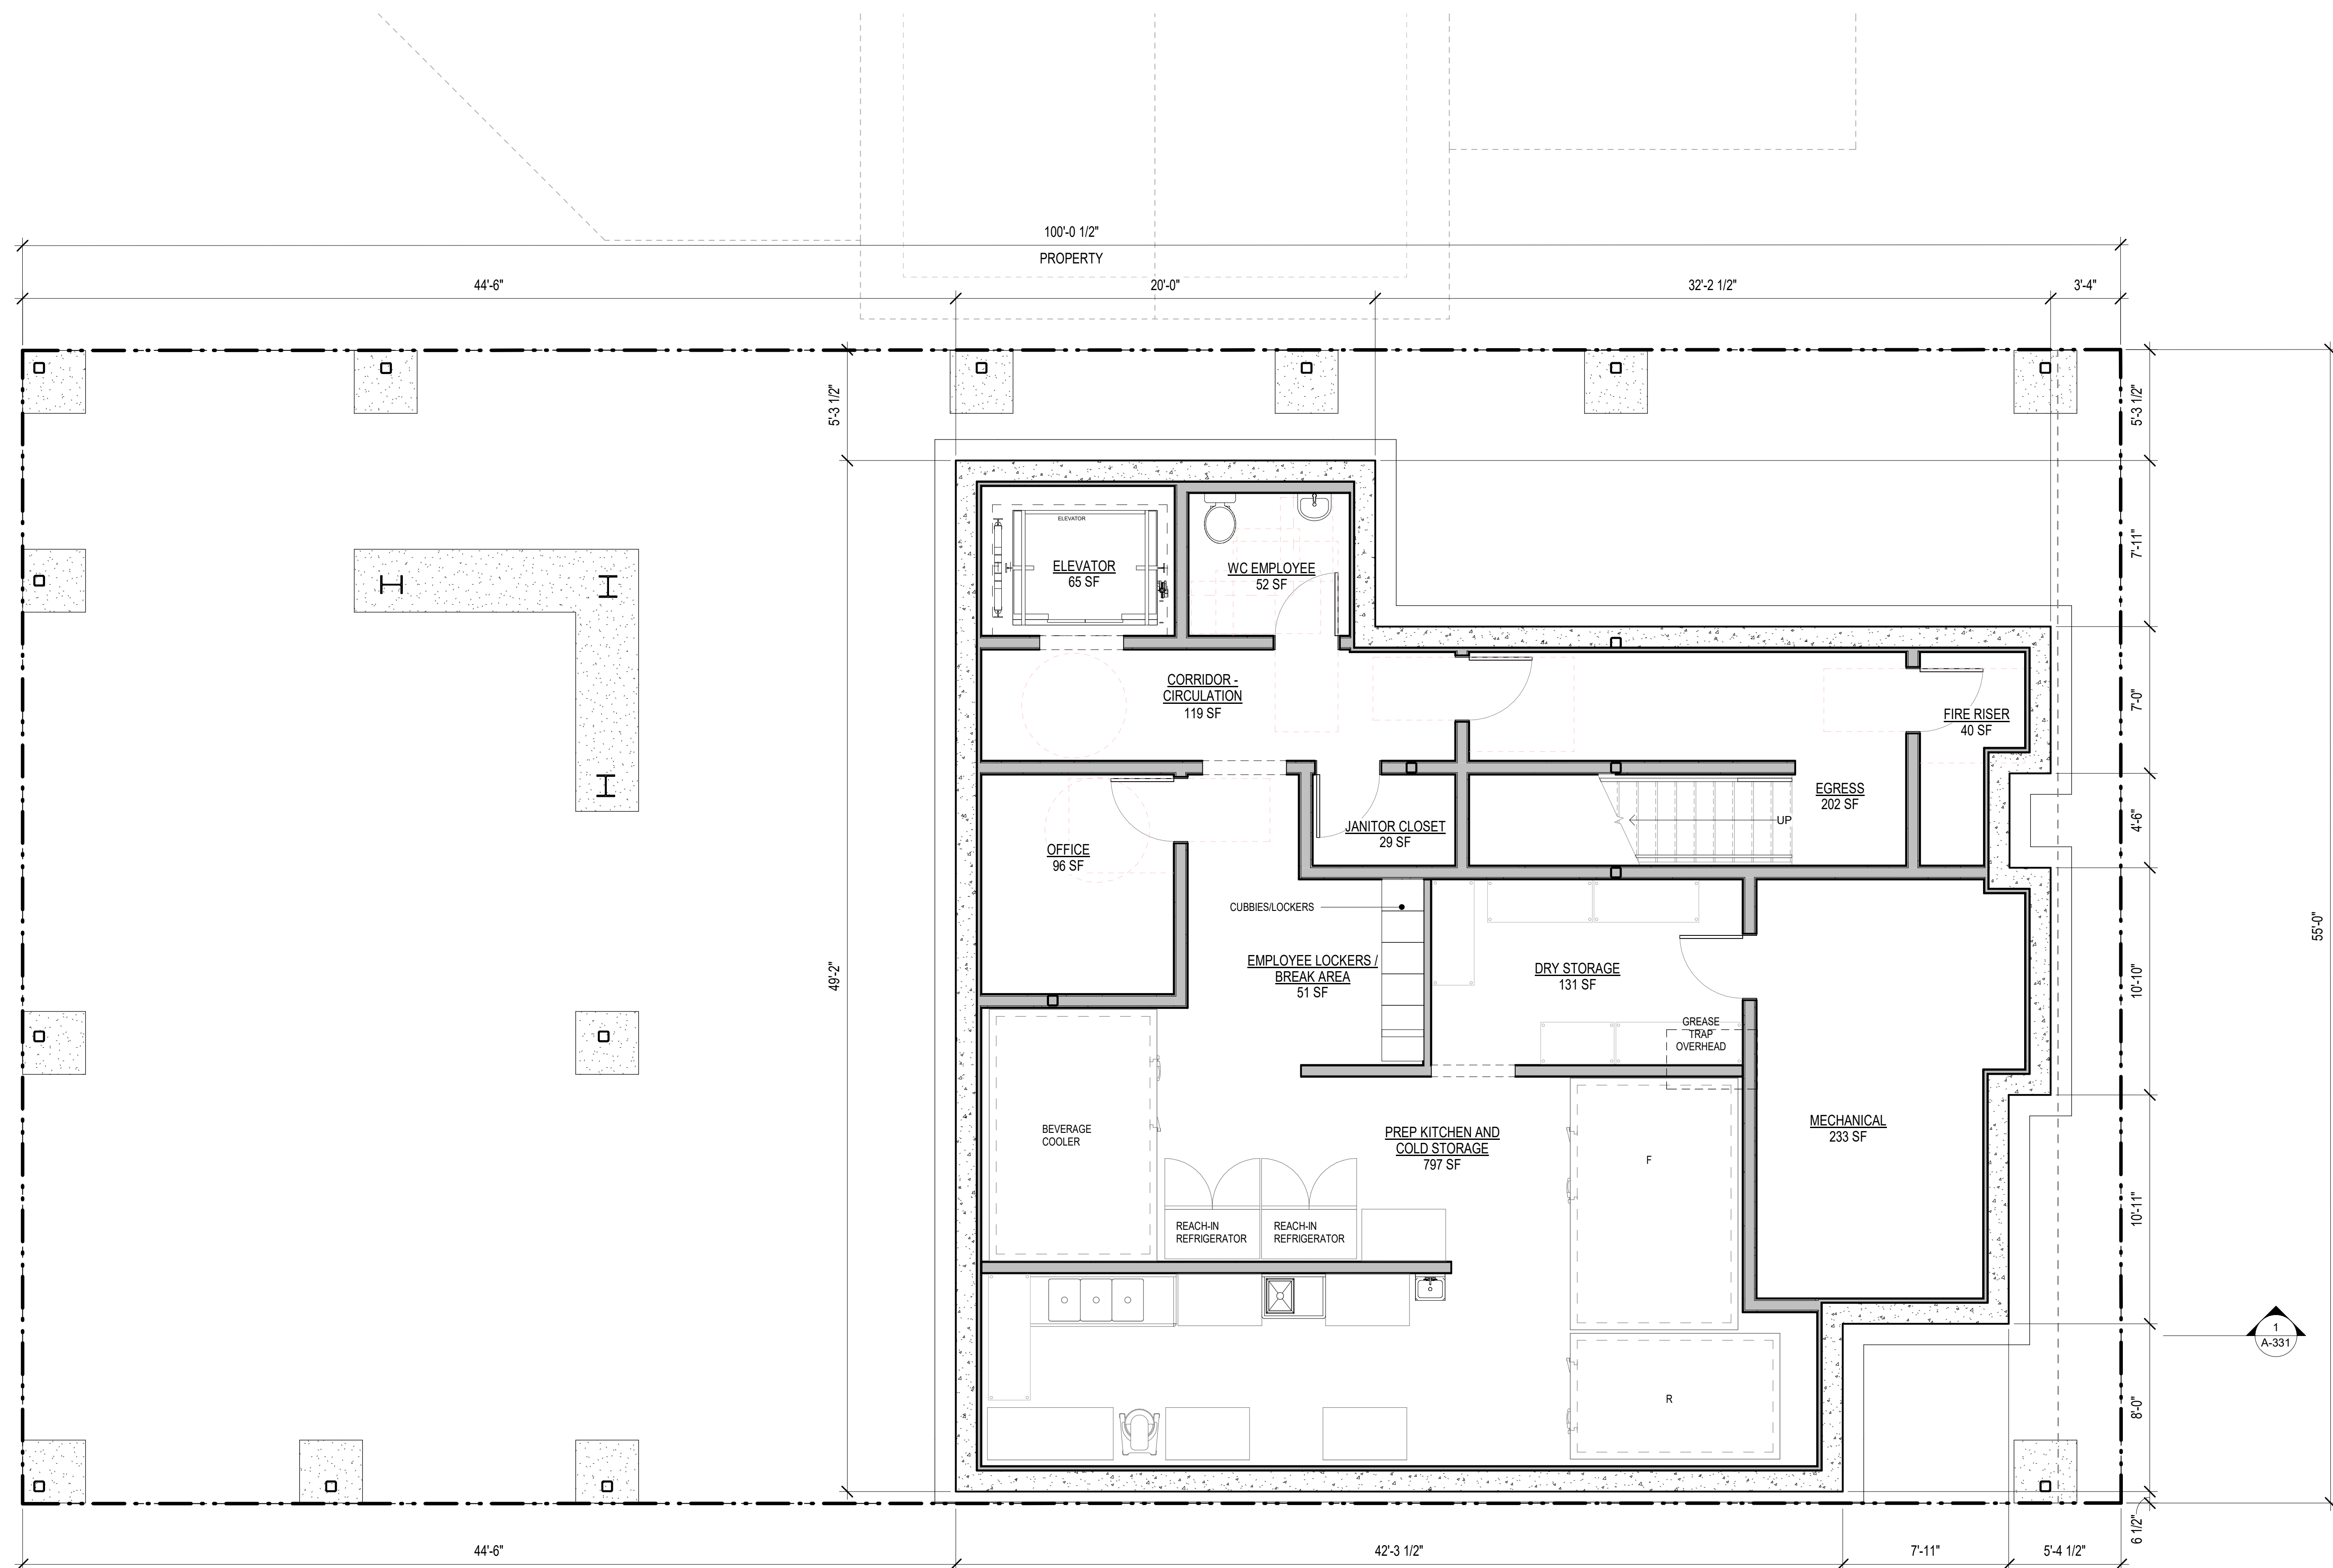 100'-0 1/2"
PROPERTY
44'-6"
20'-0"
32'-2 1/2"
3'-4"
5'-3 1/2"
5'-3 1/2"
7'-11"
7'-0"
4'-6"
10'-10"
10'-11"
8'-0"
6 1/2"
55'-0"
49'-2"
ELEVATOR
ELEVATOR
65 SF
WC EMPLOYEE
52 SF
CORRIDOR -
CIRCULATION
119 SF
FIRE RISER
40 SF
EGRESS
202 SF
UP
JANITOR CLOSET
29 SF
OFFICE
96 SF
CUBBIES/LOCKERS
EMPLOYEE LOCKERS /
BREAK AREA
51 SF
DRY STORAGE
131 SF
GREASE
TRAP
OVERHEAD
MECHANICAL
233 SF
BEVERAGE
COOLER
PREP KITCHEN AND
COLD STORAGE
797 SF
F
REACH-IN
REFRIGERATOR
REACH-IN
REFRIGERATOR
R
1
A-331
44'-6"
42'-3 1/2"
7'-11"
5'-4 1/2"